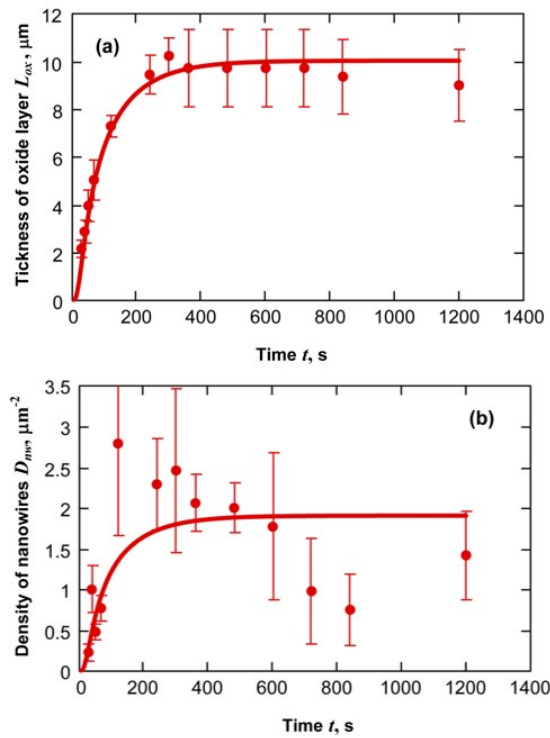 12
(a)
10
8
6
4
2
0
0 200 400 600 800 1000 1200 1400
Tickness of oxide layer Lox, μm
Time t, s
3.5
(b)
3
2.5
2
1.5
1
0.5
0
0 200 400 600 800 1000 1200 1400
Density of nanowires Dnw, μm-2
Time t, s